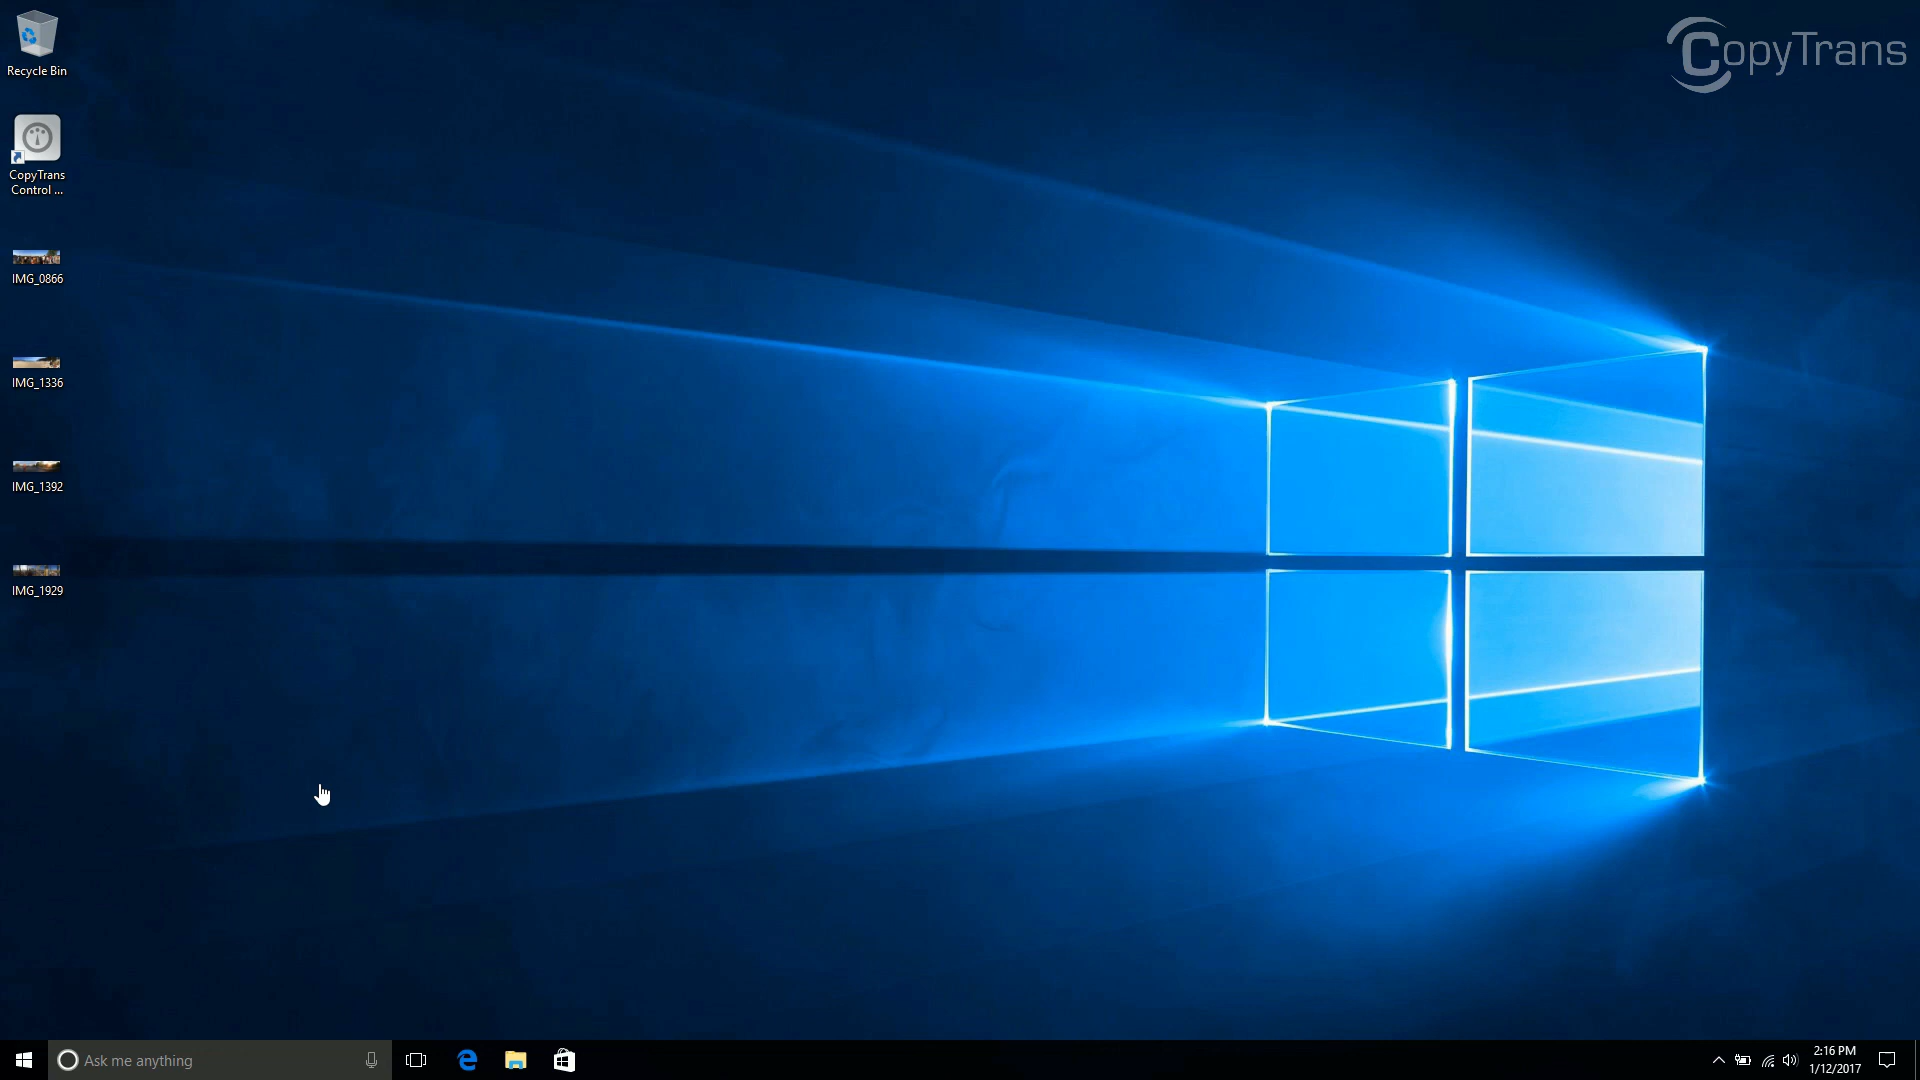 Recycle Bin
CopyTrans
CopyTrans
Control ...
IMG_0866
IMG_1336
IMG_1392
IMG_1929
Ask me anything
2:16 PM
1/12/2017